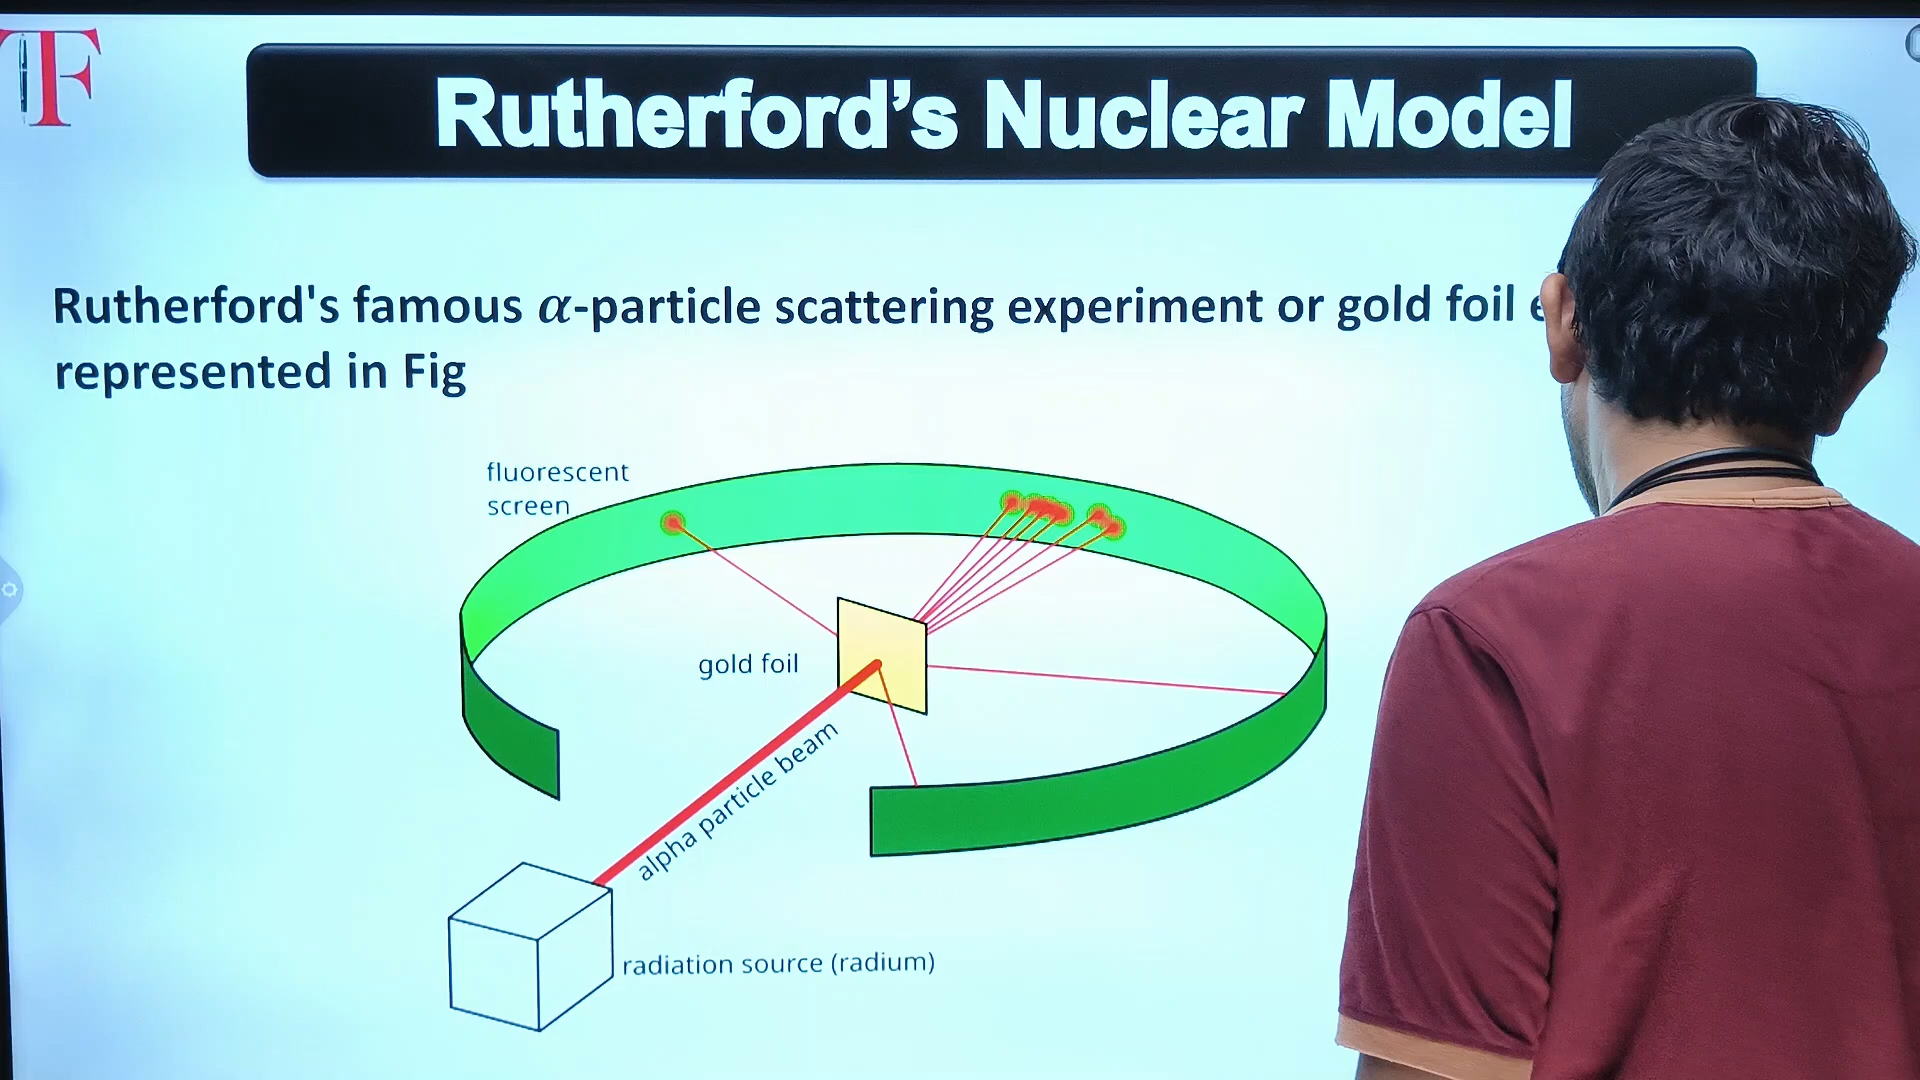 TF
Rutherford's Nuclear Model
Rutherford's famous α-particle scattering experiment or gold foil
represented in Fig
fluorescent
screen
gold foil
alpha particle beam
radiation source (radium)